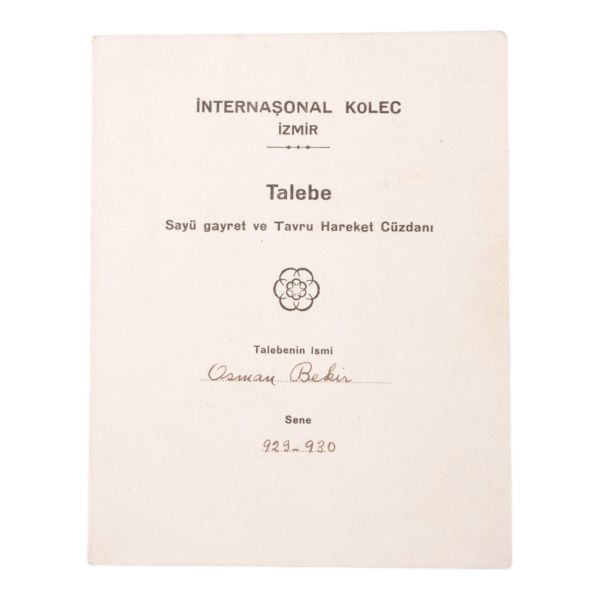 İNTERNAŞONAL KOLEC
İZMİR
Talebe
Sayü gayret ve Tavru Hareket Cüzdanı
Talebenin Ismi
Osman Bekir
Sene
929-930